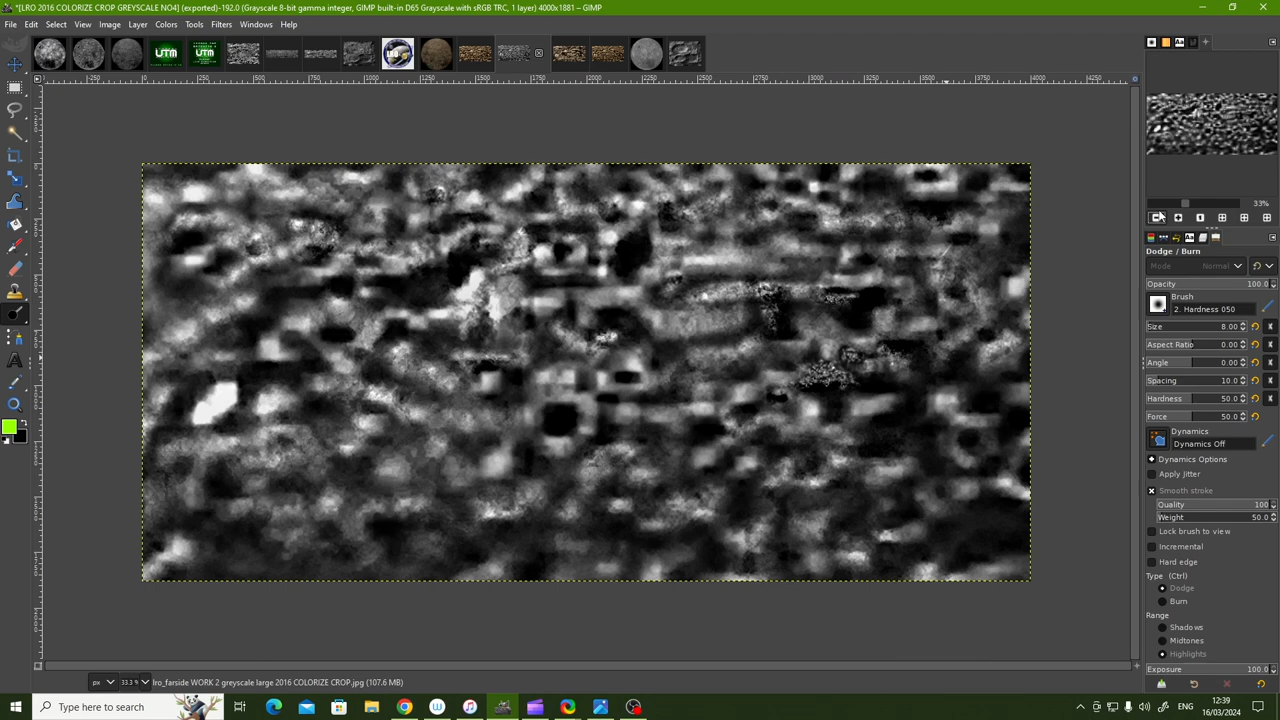 *[LRO 2016 COLORIZE CROP GREYSCALE NO4] (exported)-192.0 (Grayscale 8-bit gamma integer, GIMP built-in D65 Grayscale with sRGB TRC, 1 layer) 4000x1881 – GIMP
File Edit Select View Image Layer Colors Tools Filters Windows Help
UTM
UTM
33%
Dodge / Burn
Mode Normal
Opacity 100.0
Brush
2. Hardness 050
Size 8.00
Aspect Ratio 0.00
Angle 0.00
Spacing 10.0
Hardness 50.0
Force 50.0
Dynamics
Dynamics Off
Dynamics Options
Apply Jitter
Smooth stroke
Quality 100
Weight 50.0
Lock brush to view
Incremental
Hard edge
Type (Ctrl)
Dodge
Burn
Range
Shadows
Midtones
Highlights
Exposure 100.0
px 33.3 % lro_farside WORK 2 greyscale large 2016 COLORIZE CROP.jpg (107.6 MB)
Type here to search
12:39
16/03/2024